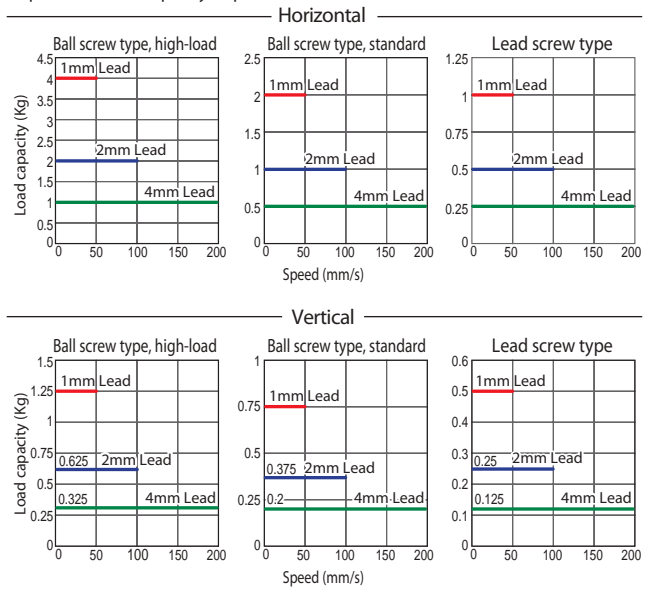 Horizontal
Ball screw type, high-load
Ball screw type, standard
Lead screw type
Load capacity (Kg)
4.5
4
3.5
3
2.5
2
1.5
1
0.5
0
1mm Lead
2mm Lead
4mm Lead
0 50 100 150 200
2.5
2
1.5
1
0.5
0
1mm Lead
2mm Lead
4mm Lead
0 50 100 150 200
1.25
1
0.75
0.5
0.25
0
1mm Lead
2mm Lead
4mm Lead
0 50 100 150 200
Speed (mm/s)
Vertical
Ball screw type, high-load
Ball screw type, standard
Lead screw type
Load capacity (Kg)
1.5
1.25
1
0.75
0.5
0.25
0
1mm Lead
0.625 2mm Lead
0.325 4mm Lead
0 50 100 150 200
1
0.75
0.5
0.25
0
1mm Lead
0.375 2mm Lead
0.2 4mm Lead
0 50 100 150 200
0.6
0.5
0.4
0.3
0.2
0.1
0
1mm Lead
0.25 2mm Lead
0.125 4mm Lead
0 50 100 150 200
Speed (mm/s)